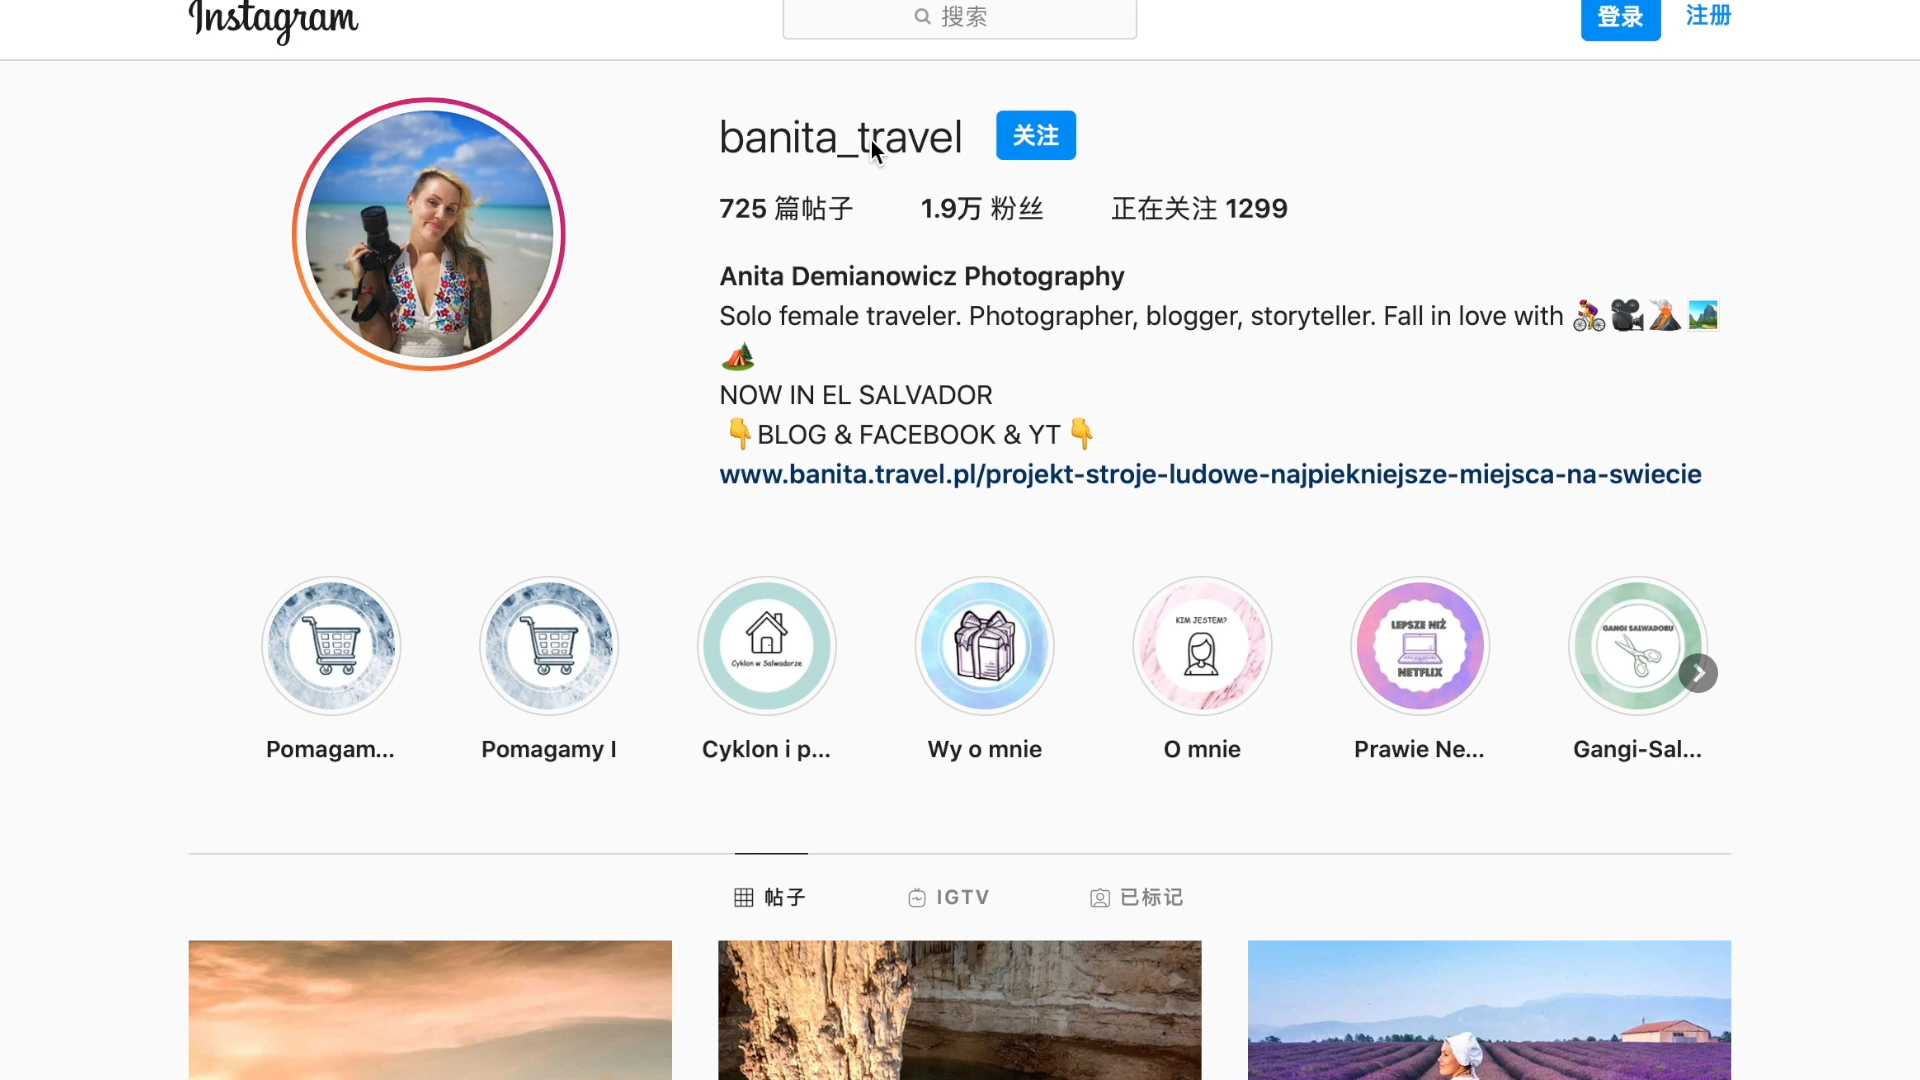 Instagram
搜索
登录
注册
banita_travel
关注
725 篇帖子
1.9万 粉丝
正在关注 1299
Anita Demianowicz Photography
Solo female traveler. Photographer, blogger, storyteller. Fall in love with 🚴‍♀️🎥🌋🏞️
🏕️
NOW IN EL SALVADOR
👇BLOG & FACEBOOK & YT👇
www.banita.travel.pl/projekt-stroje-ludowe-najpiekniejsze-miejsca-na-swiecie
Cyklon w Salwadorze
KIM JESTEM?
LEPSZE NIŻ
NETFLIX
GANGI SALWADORU
Pomagam...
Pomagamy I
Cyklon i p...
Wy o mnie
O mnie
Prawie Ne...
Gangi-Sal...
帖子
IGTV
已标记